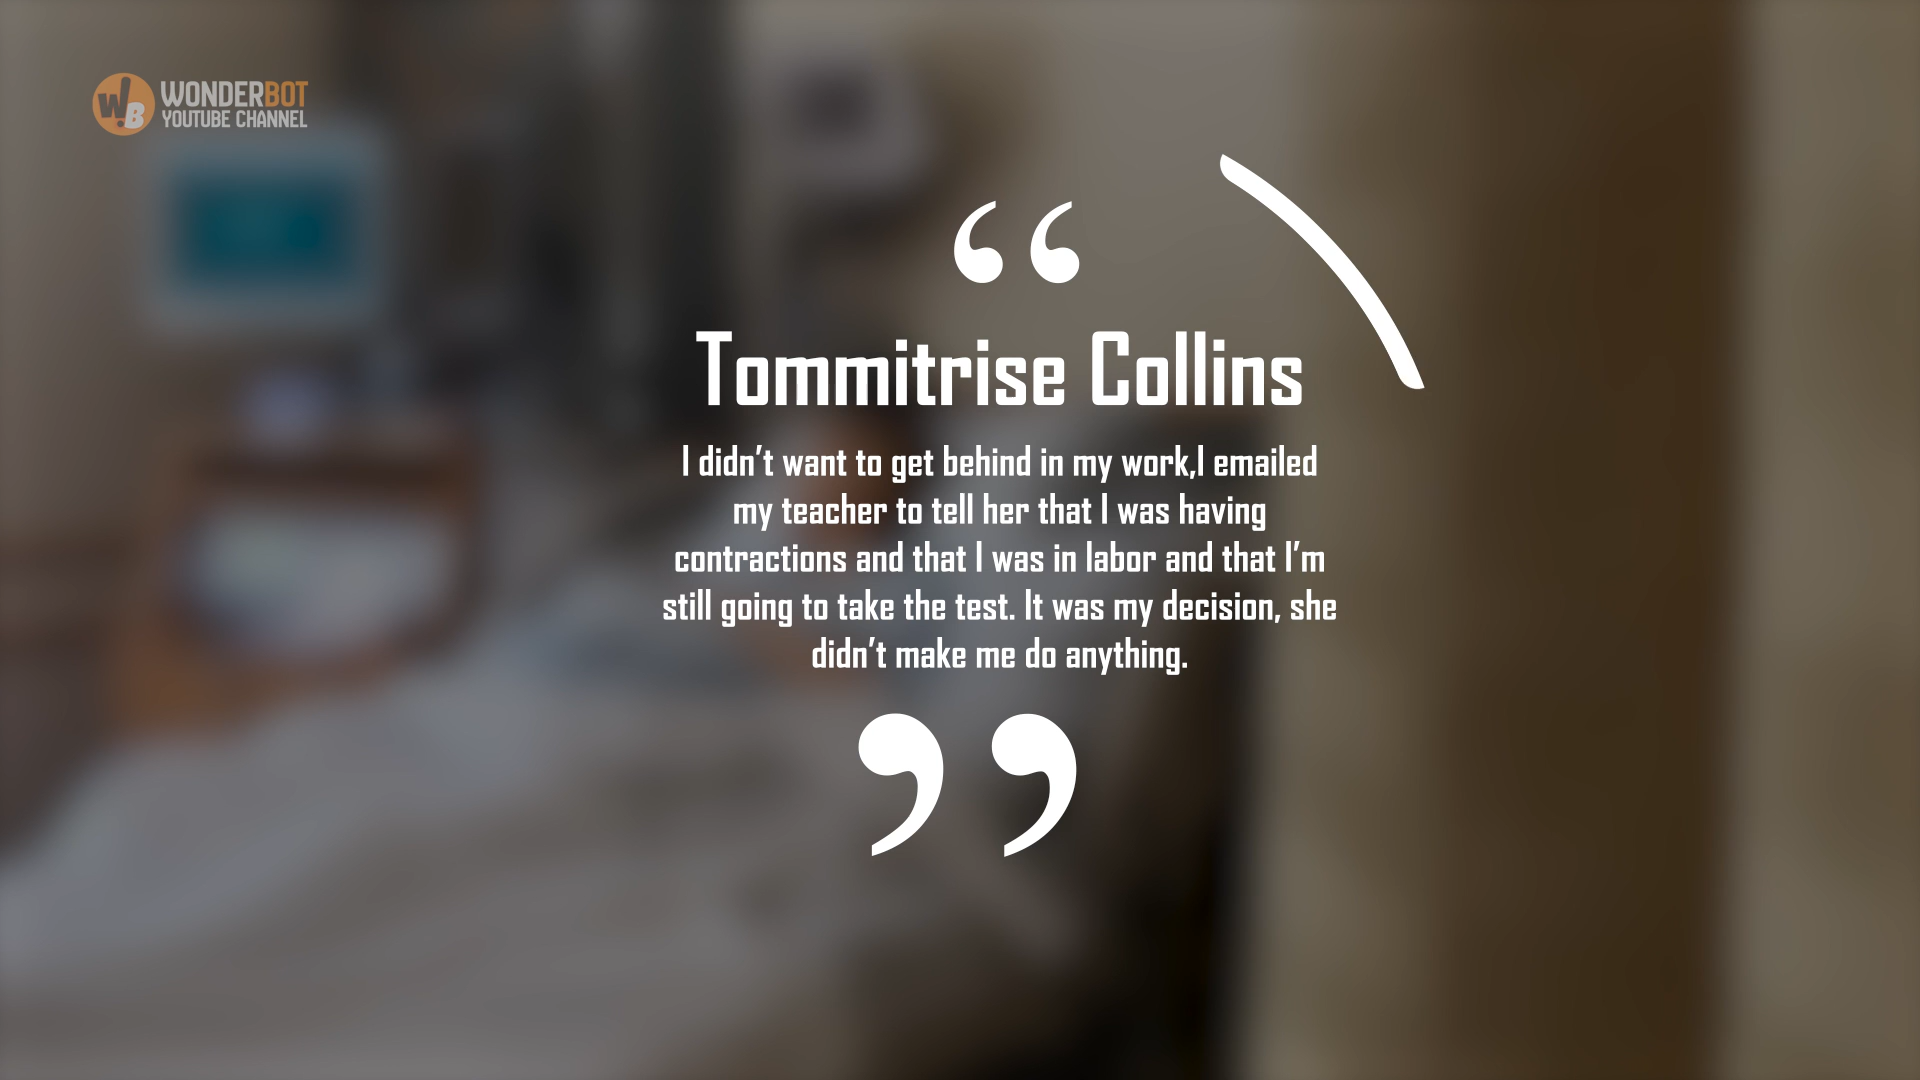 WONDERBOT
YOUTUBE CHANNEL
“
Tommitrise Collins
I didn’t want to get behind in my work,I emailed
my teacher to tell her that I was having
contractions and that I was in labor and that I’m
still going to take the test. It was my decision, she
didn’t make me do anything.
”